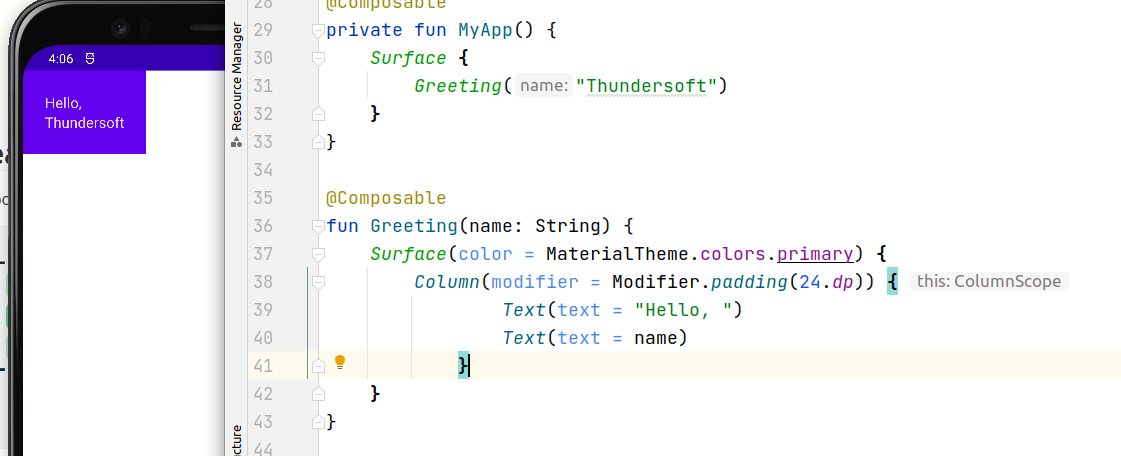 28 @Composable
29 private fun MyApp() {
30 Surface {
31 Greeting( name: "Thundersoft")
32 }
33 }
34
35 @Composable
36 fun Greeting(name: String) {
37 Surface(color = MaterialTheme.colors.primary) {
38 Column(modifier = Modifier.padding(24.dp)) { this: ColumnScope
39 Text(text = "Hello, ")
40 Text(text = name)
41 }
42 }
43 }
44
4:06
Hello,
Thundersoft
Resource Manager